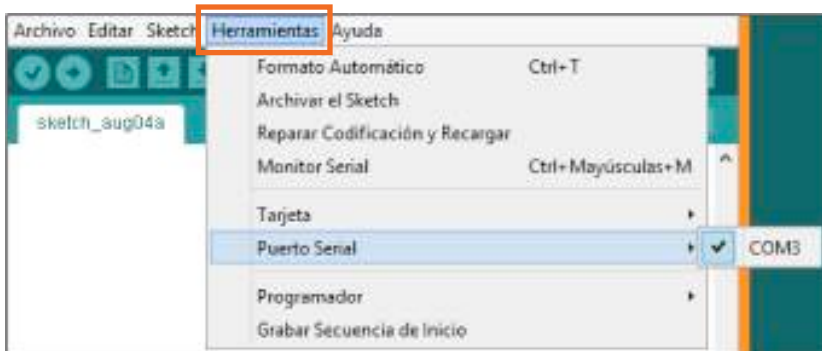 Archivo Editar Sketch Herramientas Ayuda
Formato Automático Ctrl+T
Archivar el Sketch
sketch_aug04a
Reparar Codificación y Recargar
Monitor Serial Ctrl+Mayúsculas+M
Tarjeta
Puerto Serial COM3
Programador
Grabar Secuencia de Inicio